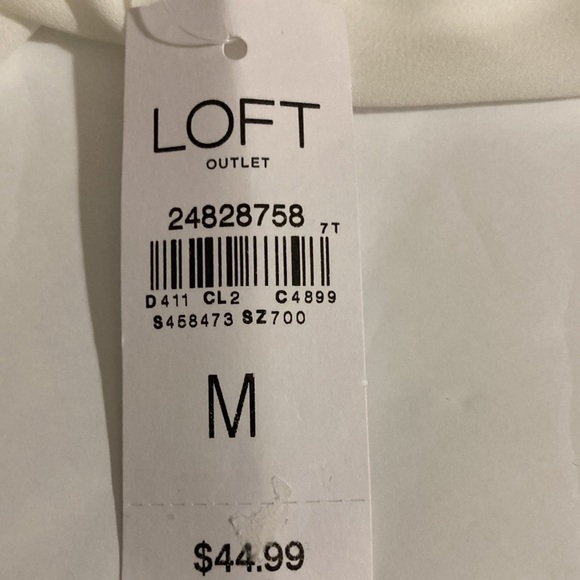 LOFT
OUTLET
24828758 7T
D411 CL2 C4899
S458473 SZ700
M
$44.99